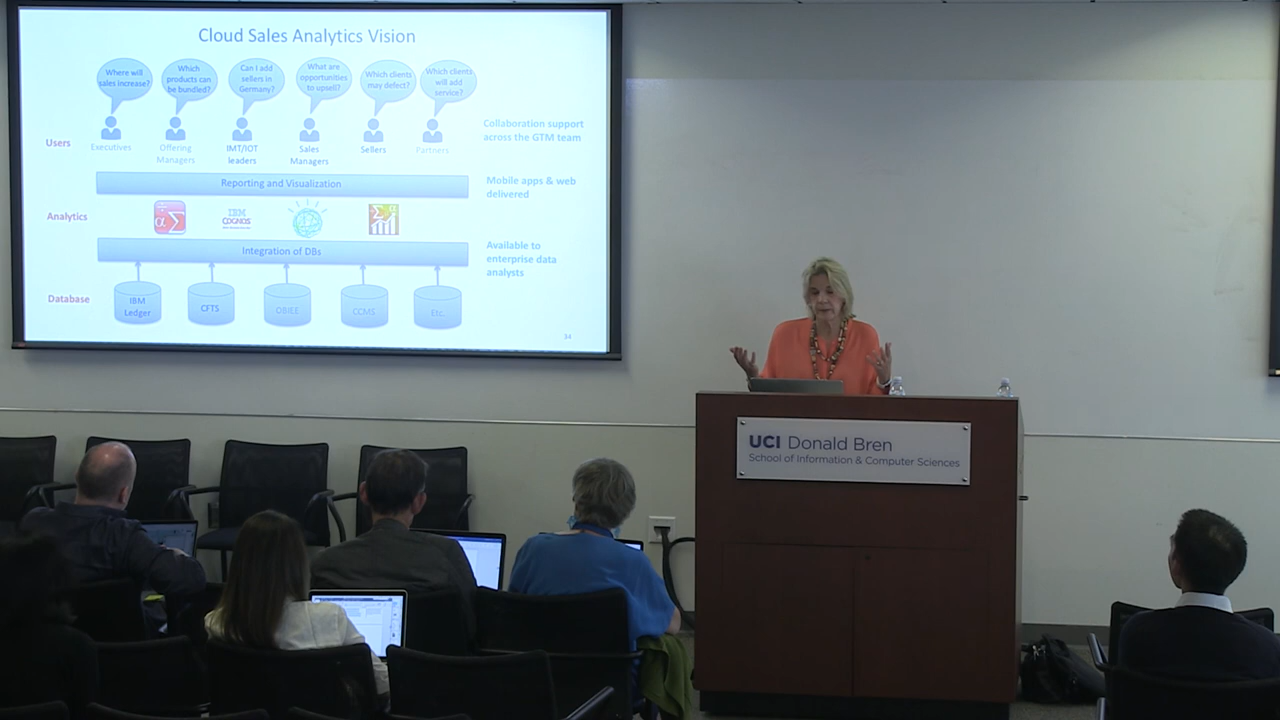 Cloud Sales Analytics Vision
Where will
sales increase?
Which
products can
be bundled?
Can I add
sellers in
Germany?
What are
opportunities
to upsell?
Which clients
may defect?
Which clients
will add
service?
Users
Executives
Offering
Managers
IMT/IOT
leaders
Sales
Managers
Sellers
Partners
Collaboration support
across the GTM team
Reporting and Visualization
Mobile apps & web
delivered
Analytics
α Σ
IBM
COGNOS
Integration of DBs
Available to
enterprise data
analysts
Database
IBM
Ledger
CFTS
OBIEE
CCMS
Etc.
34
UCI Donald Bren
School of Information & Computer Sciences